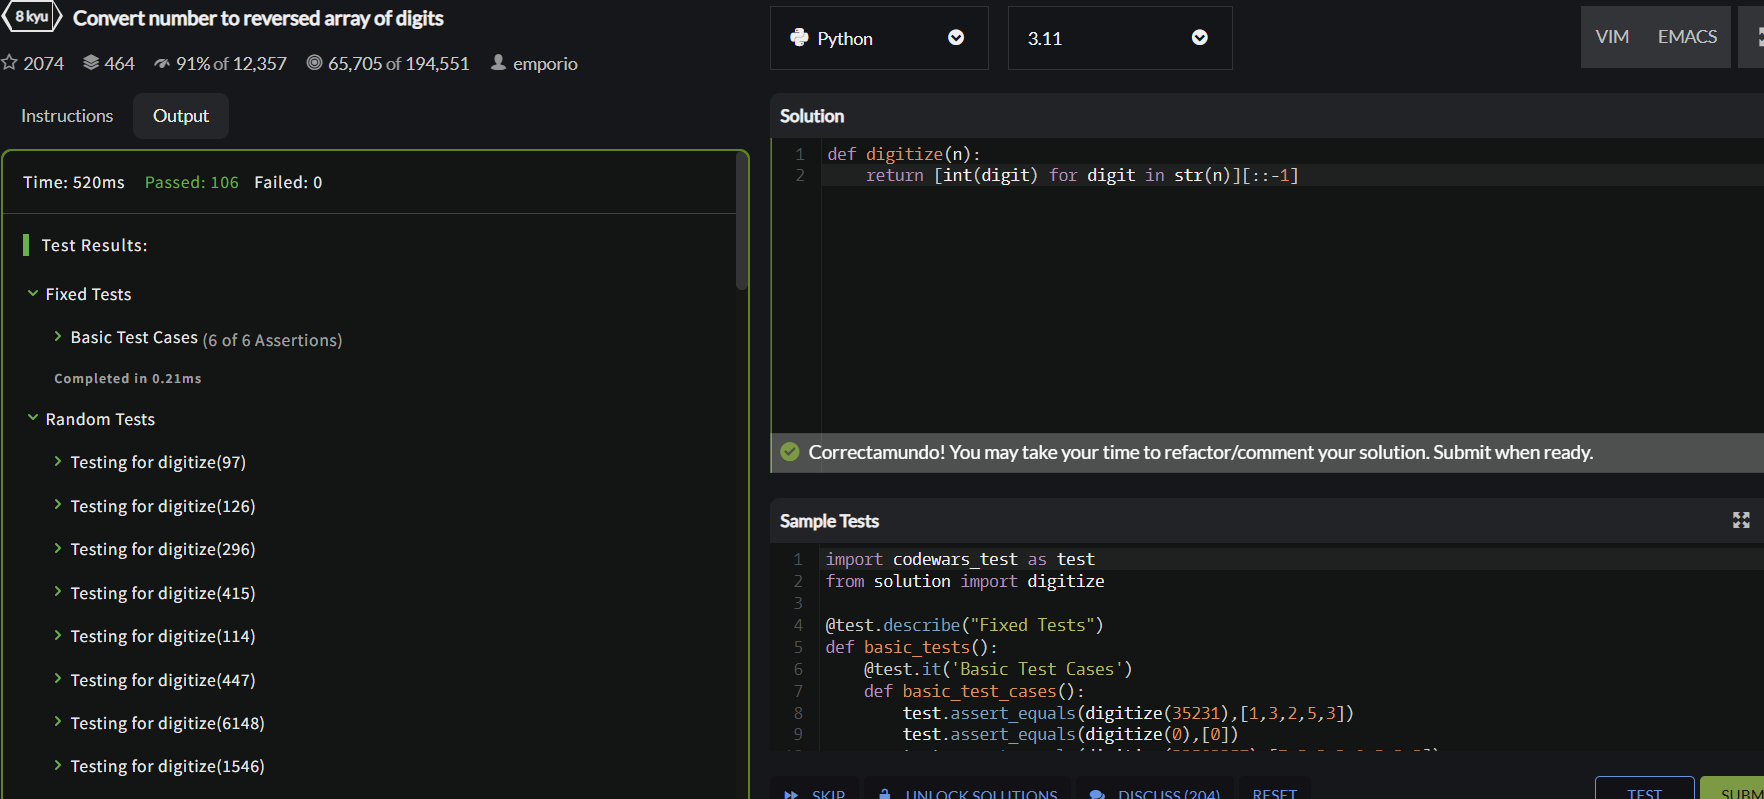 8 kyu Convert number to reversed array of digits
2074 464 91% of 12,357 65,705 of 194,551 emporio
Instructions Output
Time: 520ms Passed: 106 Failed: 0
Test Results:
Fixed Tests
Basic Test Cases (6 of 6 Assertions)
Completed in 0.21ms
Random Tests
Testing for digitize(97)
Testing for digitize(126)
Testing for digitize(296)
Testing for digitize(415)
Testing for digitize(114)
Testing for digitize(447)
Testing for digitize(6148)
Testing for digitize(1546)
Python 3.11 VIM EMACS
Solution
1 def digitize(n):
2 return [int(digit) for digit in str(n)][::-1]
Correctamundo! You may take your time to refactor/comment your solution. Submit when ready.
Sample Tests
1 import codewars_test as test
2 from solution import digitize
3
4 @test.describe("Fixed Tests")
5 def basic_tests():
6 @test.it('Basic Test Cases')
7 def basic_test_cases():
8 test.assert_equals(digitize(35231),[1,3,2,5,3])
9 test.assert_equals(digitize(0),[0])
SKIP UNLOCK SOLUTIONS DISCUSS (204) RESET TEST SUBM